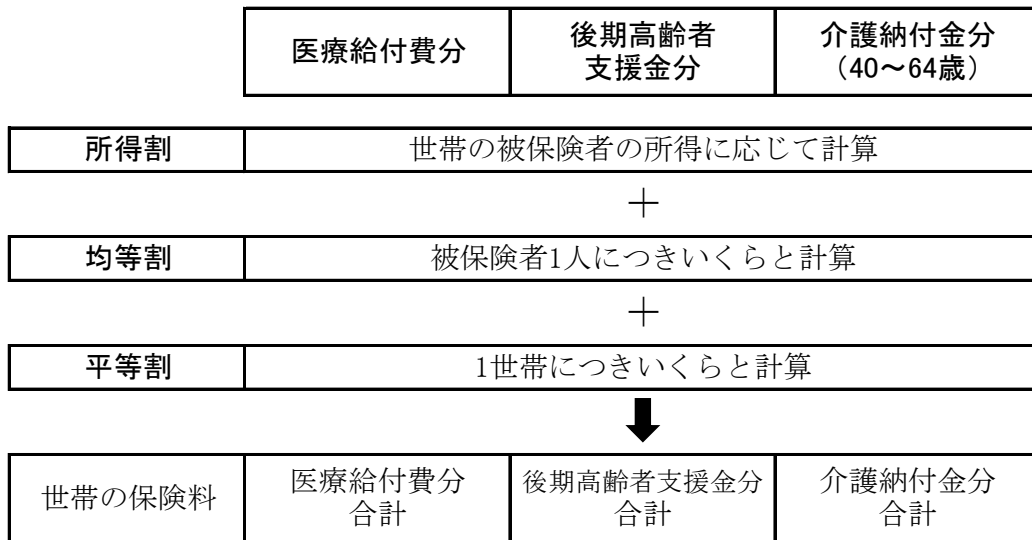 医療給付費分
後期高齢者
支援金分
介護納付金分
（40～64歳）
所得割
世帯の被保険者の所得に応じて計算
＋
均等割
被保険者1人につきいくらと計算
＋
平等割
1世帯につきいくらと計算
世帯の保険料
医療給付費分
合計
後期高齢者支援金分
合計
介護納付金分
合計